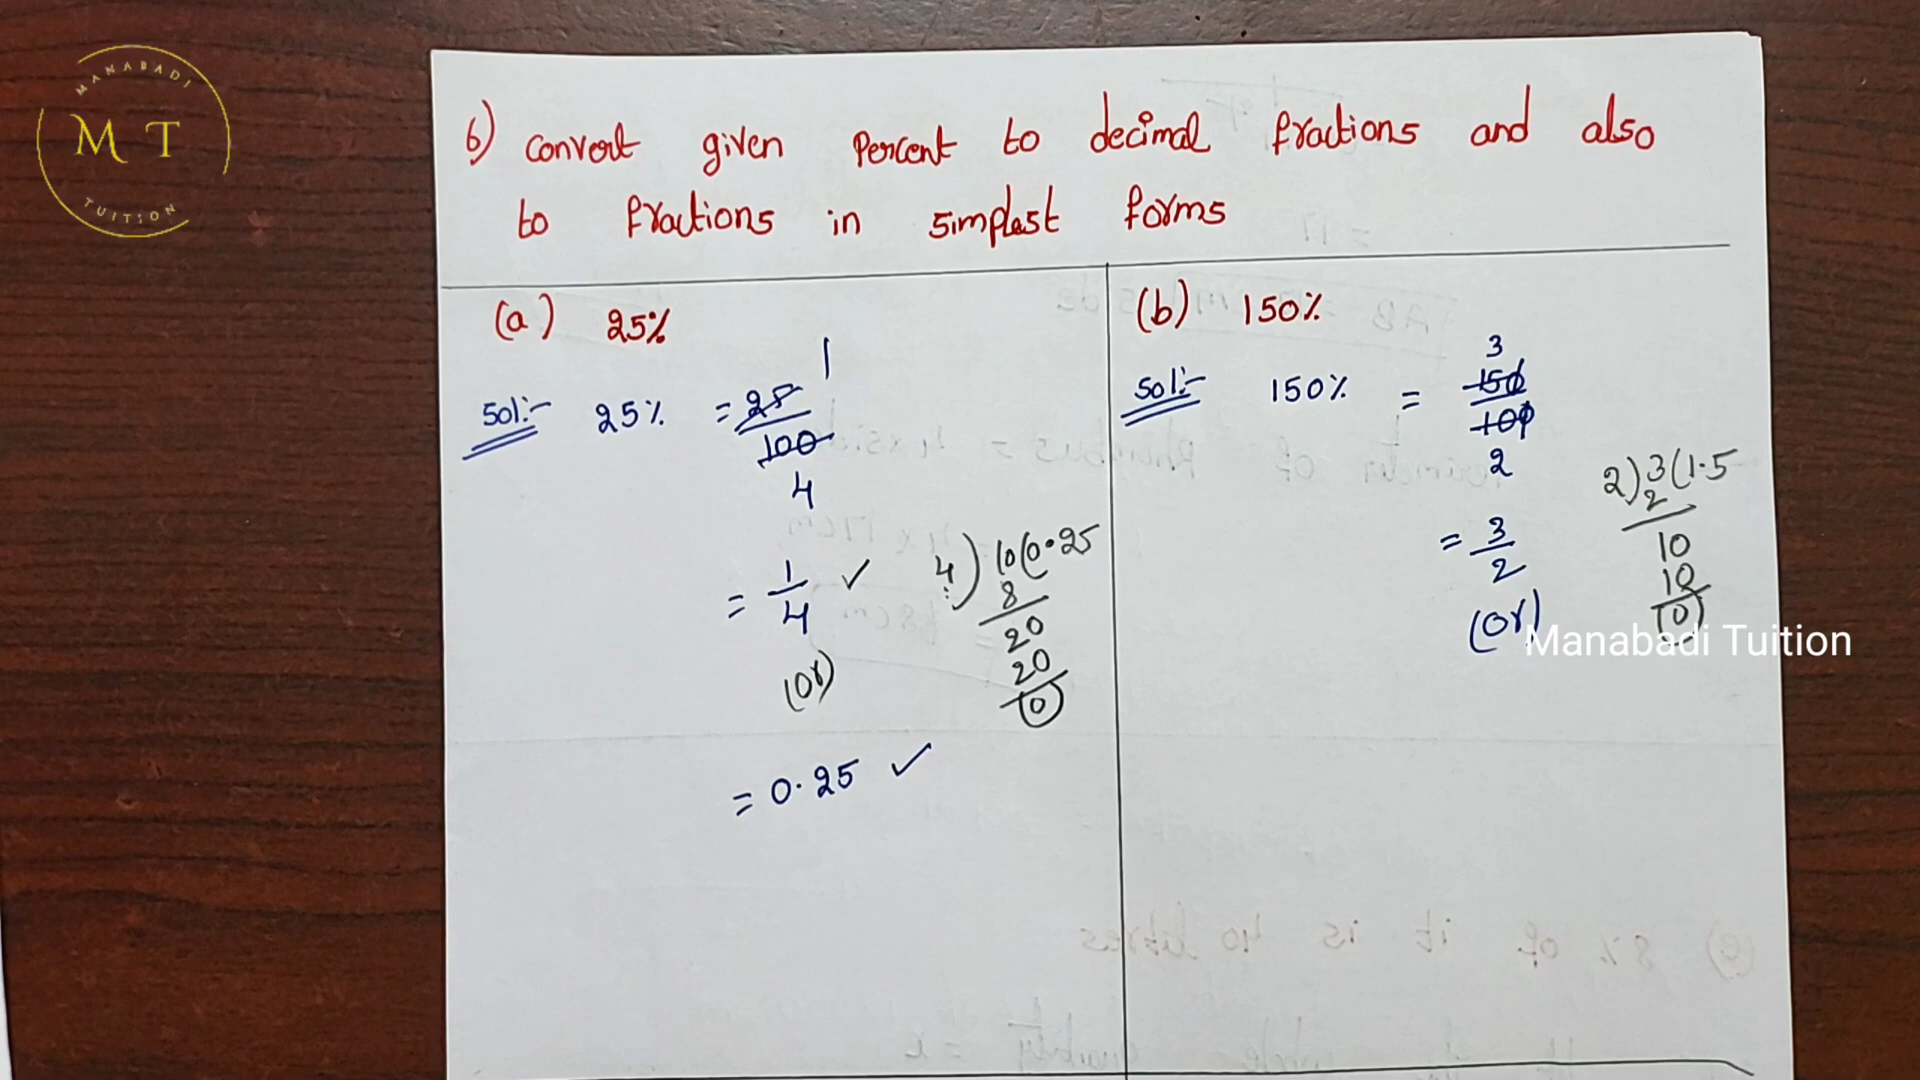 MANABADI
MT
TUITION
6) convert given percent to decimal fractions and also
to fractions in simplest forms
(a) 25%
Sol:- 25% = 25/100
1
4
= 1/4 ✓
(Or)
= 0.25 ✓
4) 10 (0.25
8
20
20
0
(b) 150%
Sol:- 150% = 150/100
3
2
= 3/2
(Or)
2) 3 (1.5
2
10
10
0
Manabadi Tuition